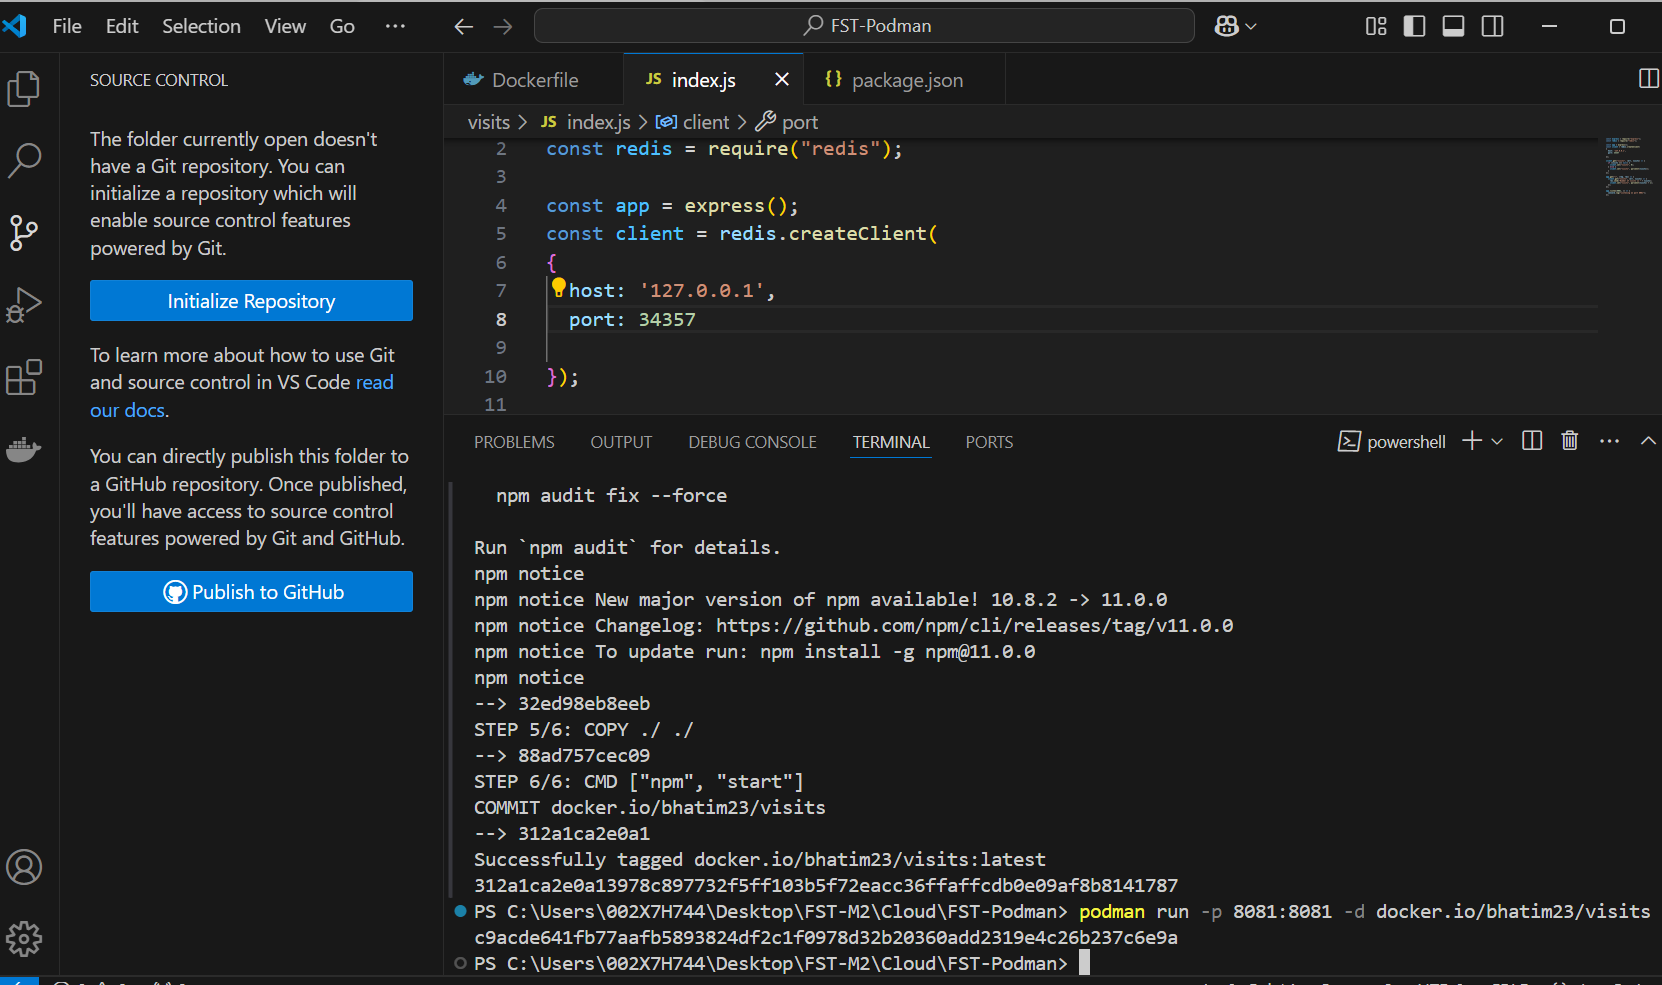 File Edit Selection View Go ··· FST-Podman
SOURCE CONTROL
The folder currently open doesn't
have a Git repository. You can
initialize a repository which will
enable source control features
powered by Git.
Initialize Repository
To learn more about how to use Git
and source control in VS Code read
our docs.
You can directly publish this folder to
a GitHub repository. Once published,
you'll have access to source control
features powered by Git and GitHub.
Publish to GitHub
Dockerfile JS index.js {} package.json
visits > JS index.js > client > port
2 const redis = require("redis");
3
4 const app = express();
5 const client = redis.createClient(
6 {
7 host: '127.0.0.1',
8 port: 34357
9
10 });
11
PROBLEMS OUTPUT DEBUG CONSOLE TERMINAL PORTS powershell
npm audit fix --force
Run `npm audit` for details.
npm notice
npm notice New major version of npm available! 10.8.2 -> 11.0.0
npm notice Changelog: https://github.com/npm/cli/releases/tag/v11.0.0
npm notice To update run: npm install -g npm@11.0.0
npm notice
--> 32ed98eb8eeb
STEP 5/6: COPY ./ ./
--> 88ad757cec09
STEP 6/6: CMD ["npm", "start"]
COMMIT docker.io/bhatim23/visits
--> 312a1ca2e0a1
Successfully tagged docker.io/bhatim23/visits:latest
312a1ca2e0a13978c897732f5ff103b5f72eacc36ffaffcdb0e09af8b8141787
PS C:\Users\002X7H744\Desktop\FST-M2\Cloud\FST-Podman> podman run -p 8081:8081 -d docker.io/bhatim23/visits
c9acde641fb77aafb5893824df2c1f0978d32b20360add2319e4c26b237c6e9a
PS C:\Users\002X7H744\Desktop\FST-M2\Cloud\FST-Podman>